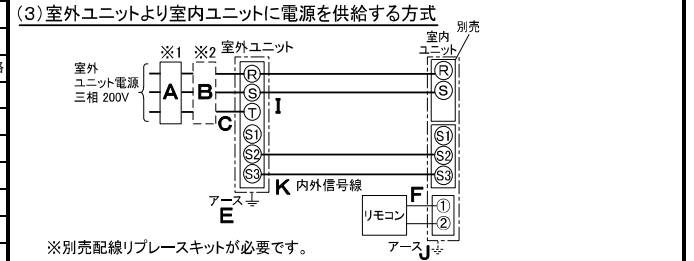 (3)室外ユニットより室内ユニットに電源を供給する方式
別売
※1 ※2 室外ユニット
室内
ユニット
室外
ユニット電源
三相 200V
A B
C
R
S
T
S1
S2
S3
I
R
S
S1
S2
S3
K 内外信号線
F
アース
E
リモコン
①
②
アース J
※別売配線リプレースキットが必要です。